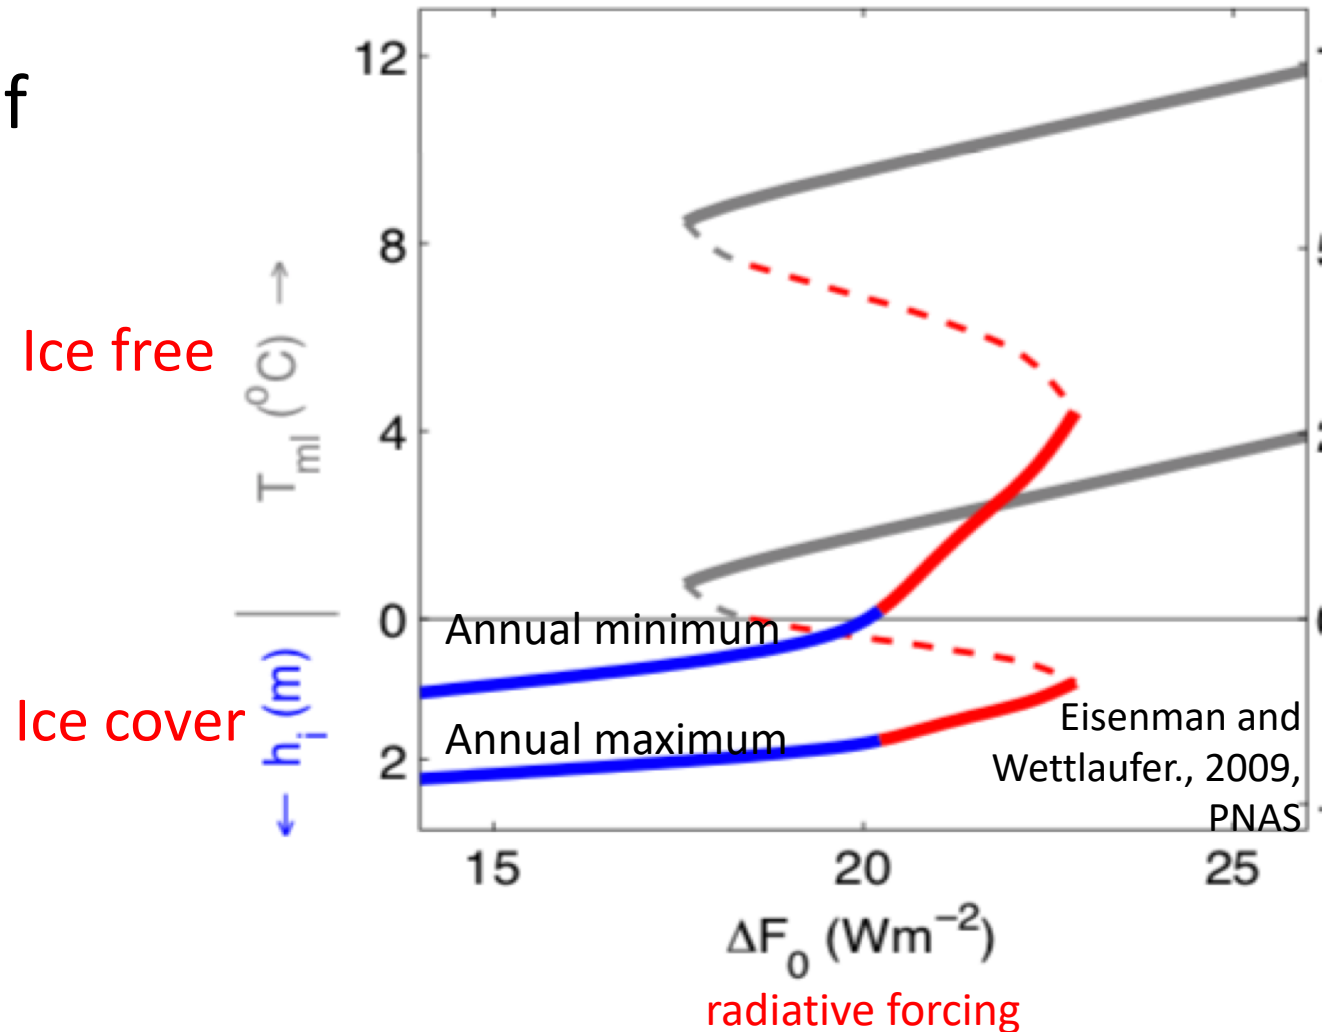 f
12
8
4
0
2
Ice free
T_ml (°C) →
Ice cover
← h_i (m)
Annual minimum
Annual maximum
Eisenman and
Wettlaufer., 2009,
PNAS
15 20 25
ΔF₀ (Wm⁻²)
radiative forcing